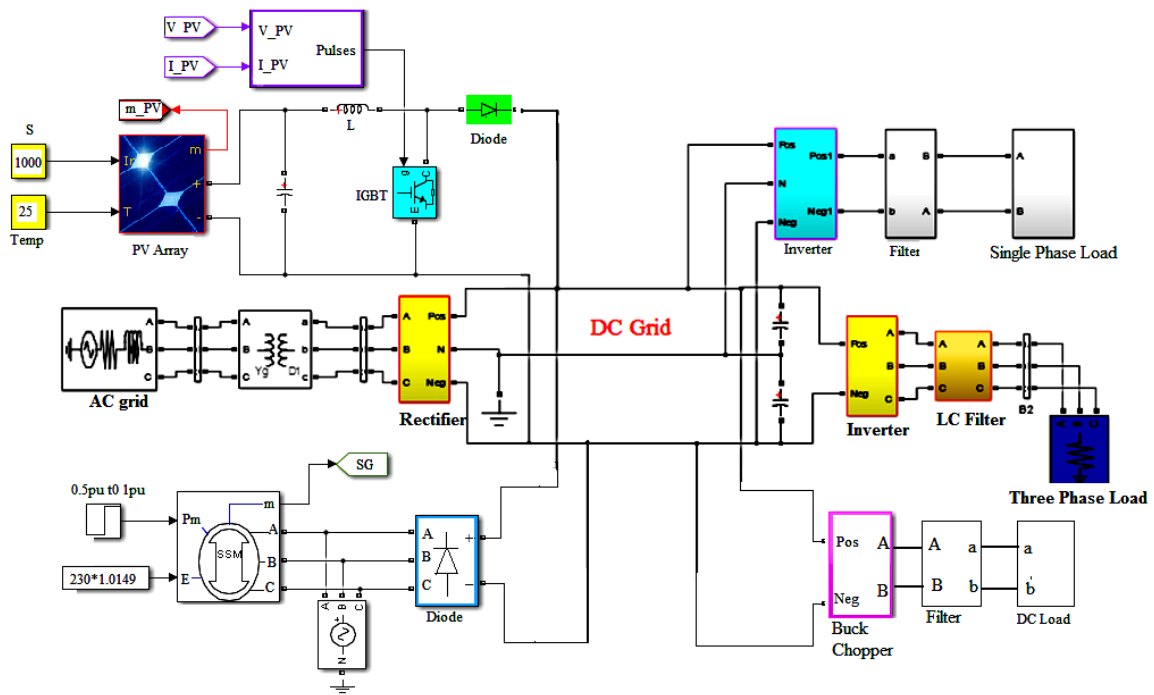 V_PV
V_PV
Pulses
I_PV
I_PV
m_PV
S
1000
Ir
m
+
25
T
-
Temp
PV Array
L
Diode
g
C
E
IGBT
Pos
N
Neg
Pos1
Neg1
Inverter
a
b
B
A
Filter
A
B
Single Phase Load
DC Grid
A
B
C
AC grid
A
B
C
Yg
D1
a
b
c
A
B
C
Pos
N
Neg
Rectifier
Pos
Neg
A
B
C
Inverter
A
B
C
A
B
C
LC Filter
B2
A
B
C
Three Phase Load
SG
0.5pu t0 1pu
Pm
m
SSM
A
B
C
230*1.0149
E
A
B
C
N
A
B
C
+
−
Diode
Pos
Neg
A
B
Buck
Chopper
A
B
a
b
Filter
a
b
DC Load